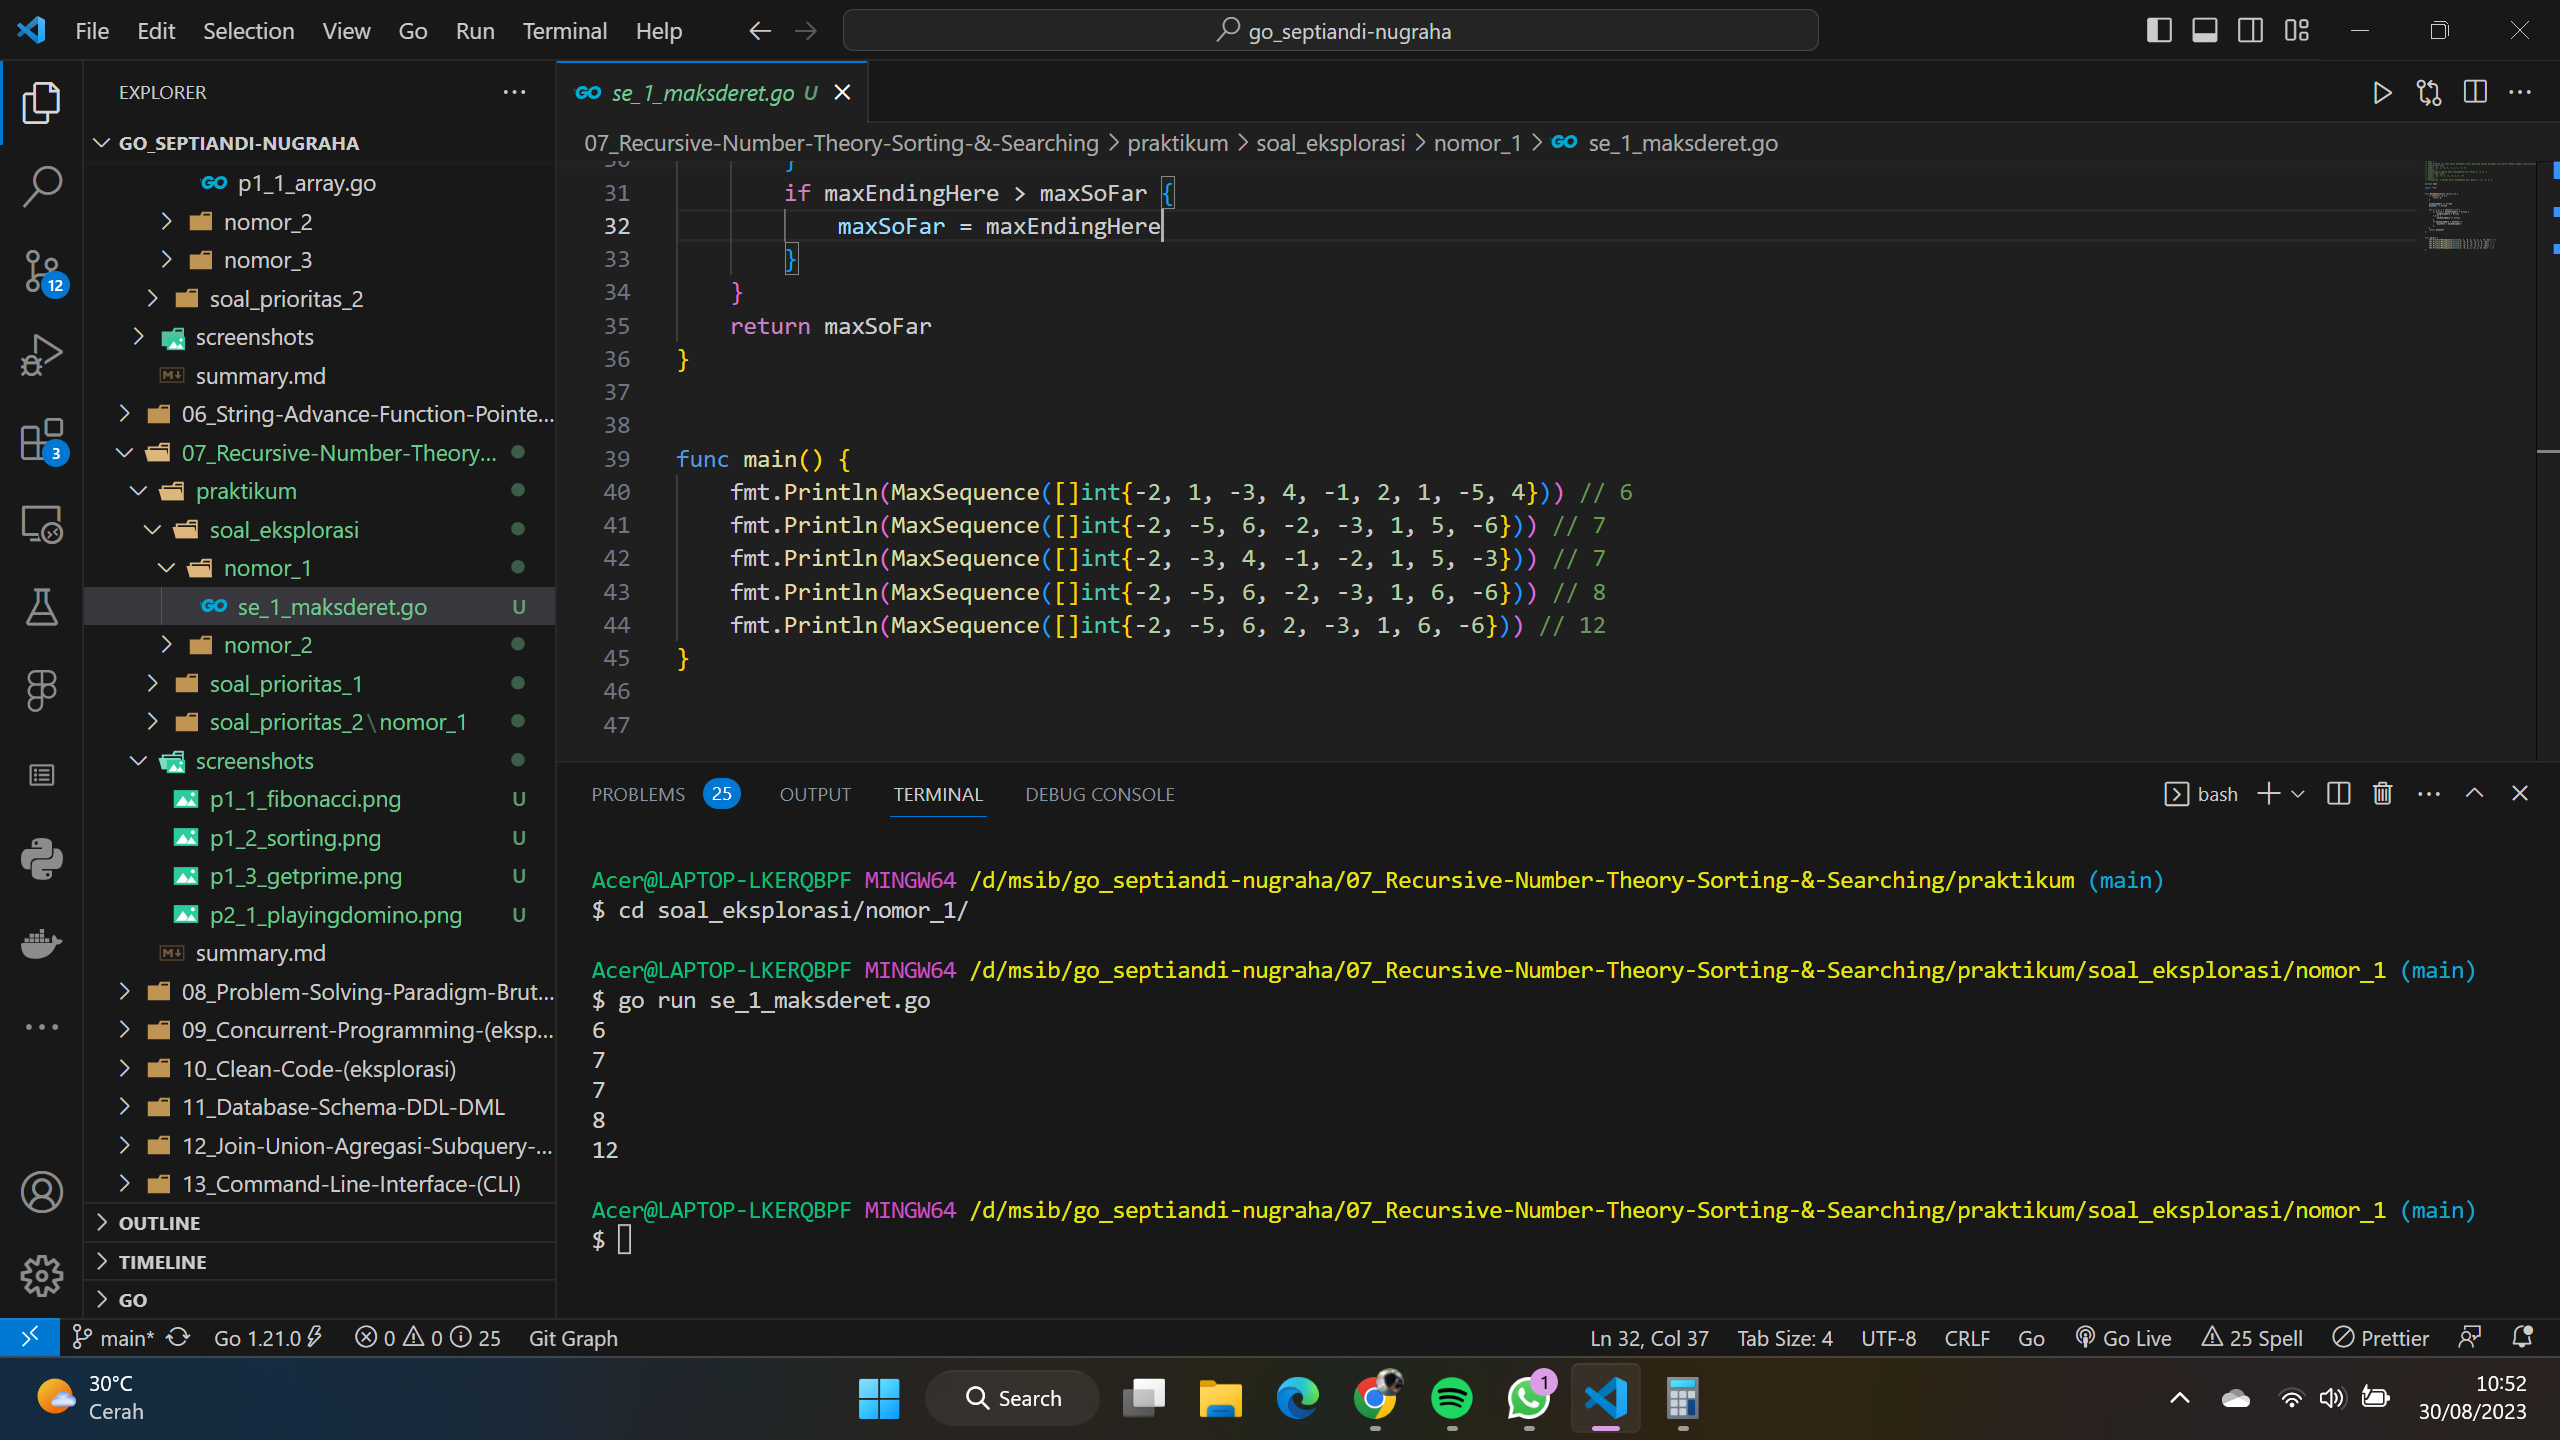 File Edit Selection View Go Run Terminal Help
go_septiandi-nugraha
EXPLORER
GO_SEPTIANDI-NUGRAHA
p1_1_array.go
nomor_2
nomor_3
soal_prioritas_2
screenshots
summary.md
06_String-Advance-Function-Pointe...
07_Recursive-Number-Theory...
praktikum
soal_eksplorasi
nomor_1
se_1_maksderet.go U
nomor_2
soal_prioritas_1
soal_prioritas_2\nomor_1
screenshots
p1_1_fibonacci.png U
p1_2_sorting.png U
p1_3_getprime.png U
p2_1_playingdomino.png U
summary.md
08_Problem-Solving-Paradigm-Brut...
09_Concurrent-Programming-(eksp...
10_Clean-Code-(eksplorasi)
11_Database-Schema-DDL-DML
12_Join-Union-Agregasi-Subquery-...
13_Command-Line-Interface-(CLI)
OUTLINE
TIMELINE
GO
12
3
GO se_1_maksderet.go U
07_Recursive-Number-Theory-Sorting-&-Searching > praktikum > soal_eksplorasi > nomor_1 > GO se_1_maksderet.go
30 }
31 if maxEndingHere > maxSoFar {
32 maxSoFar = maxEndingHere
33 }
34 }
35 return maxSoFar
36 }
37
38
39 func main() {
40 fmt.Println(MaxSequence([]int{-2, 1, -3, 4, -1, 2, 1, -5, 4})) // 6
41 fmt.Println(MaxSequence([]int{-2, -5, 6, -2, -3, 1, 5, -6})) // 7
42 fmt.Println(MaxSequence([]int{-2, -3, 4, -1, -2, 1, 5, -3})) // 7
43 fmt.Println(MaxSequence([]int{-2, -5, 6, -2, -3, 1, 6, -6})) // 8
44 fmt.Println(MaxSequence([]int{-2, -5, 6, 2, -3, 1, 6, -6})) // 12
45 }
46
47
PROBLEMS 25 OUTPUT TERMINAL DEBUG CONSOLE
bash
Acer@LAPTOP-LKERQBPF MINGW64 /d/msib/go_septiandi-nugraha/07_Recursive-Number-Theory-Sorting-&-Searching/praktikum (main)
$ cd soal_eksplorasi/nomor_1/
Acer@LAPTOP-LKERQBPF MINGW64 /d/msib/go_septiandi-nugraha/07_Recursive-Number-Theory-Sorting-&-Searching/praktikum/soal_eksplorasi/nomor_1 (main)
$ go run se_1_maksderet.go
6
7
7
8
12
Acer@LAPTOP-LKERQBPF MINGW64 /d/msib/go_septiandi-nugraha/07_Recursive-Number-Theory-Sorting-&-Searching/praktikum/soal_eksplorasi/nomor_1 (main)
$
main* Go 1.21.0 0 0 25 Git Graph
Ln 32, Col 37 Tab Size: 4 UTF-8 CRLF Go Go Live 25 Spell Prettier
30°C
Cerah
Search
1
10:52
30/08/2023